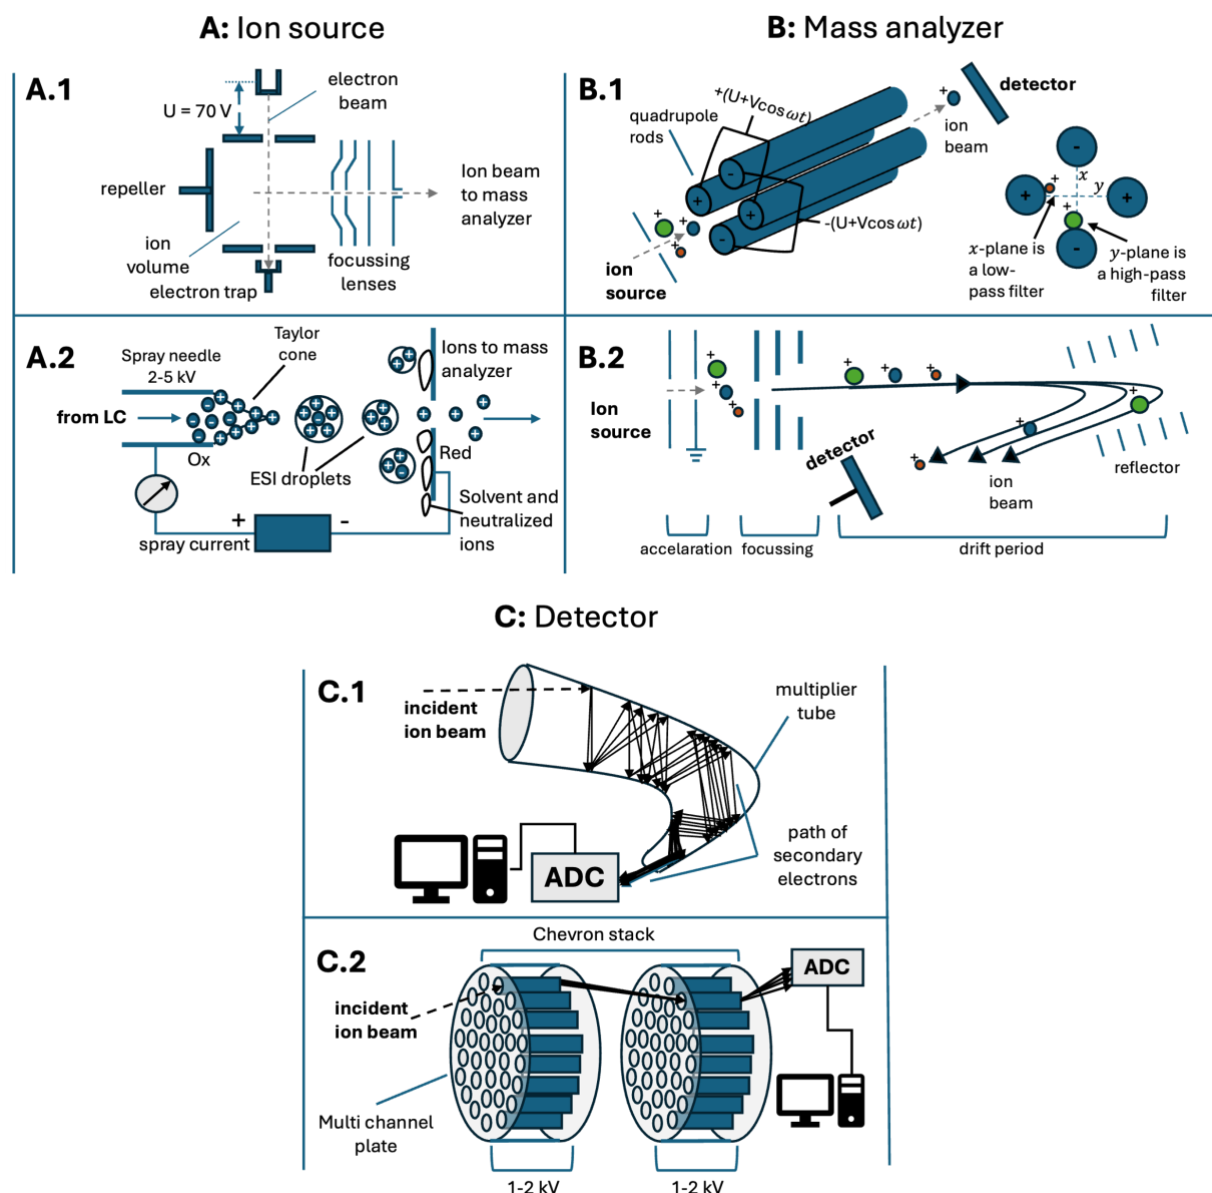 A: Ion source
A.1
U = 70 V
electron
beam
repeller
ion
volume
electron trap
focussing
lenses
Ion beam
to mass
analyzer
A.2
Spray needle
2-5 kV
Taylor
cone
from LC
Ox
ESI droplets
Ions to mass
analyzer
Red
Solvent and
neutralized
ions
+
-
spray current
B: Mass analyzer
B.1
quadrupole
rods
+(U+Vcos ωt)
-(U+Vcos ωt)
ion
source
ion
beam
detector
x
y
x-plane is
a low-
pass filter
y-plane is
a high-pass
filter
B.2
Ion
source
detector
ion
beam
reflector
accelaration
focussing
drift period
C: Detector
C.1
incident
ion beam
multiplier
tube
path of
secondary
electrons
ADC
C.2
Chevron stack
incident
ion beam
Multi channel
plate
ADC
1-2 kV
1-2 kV